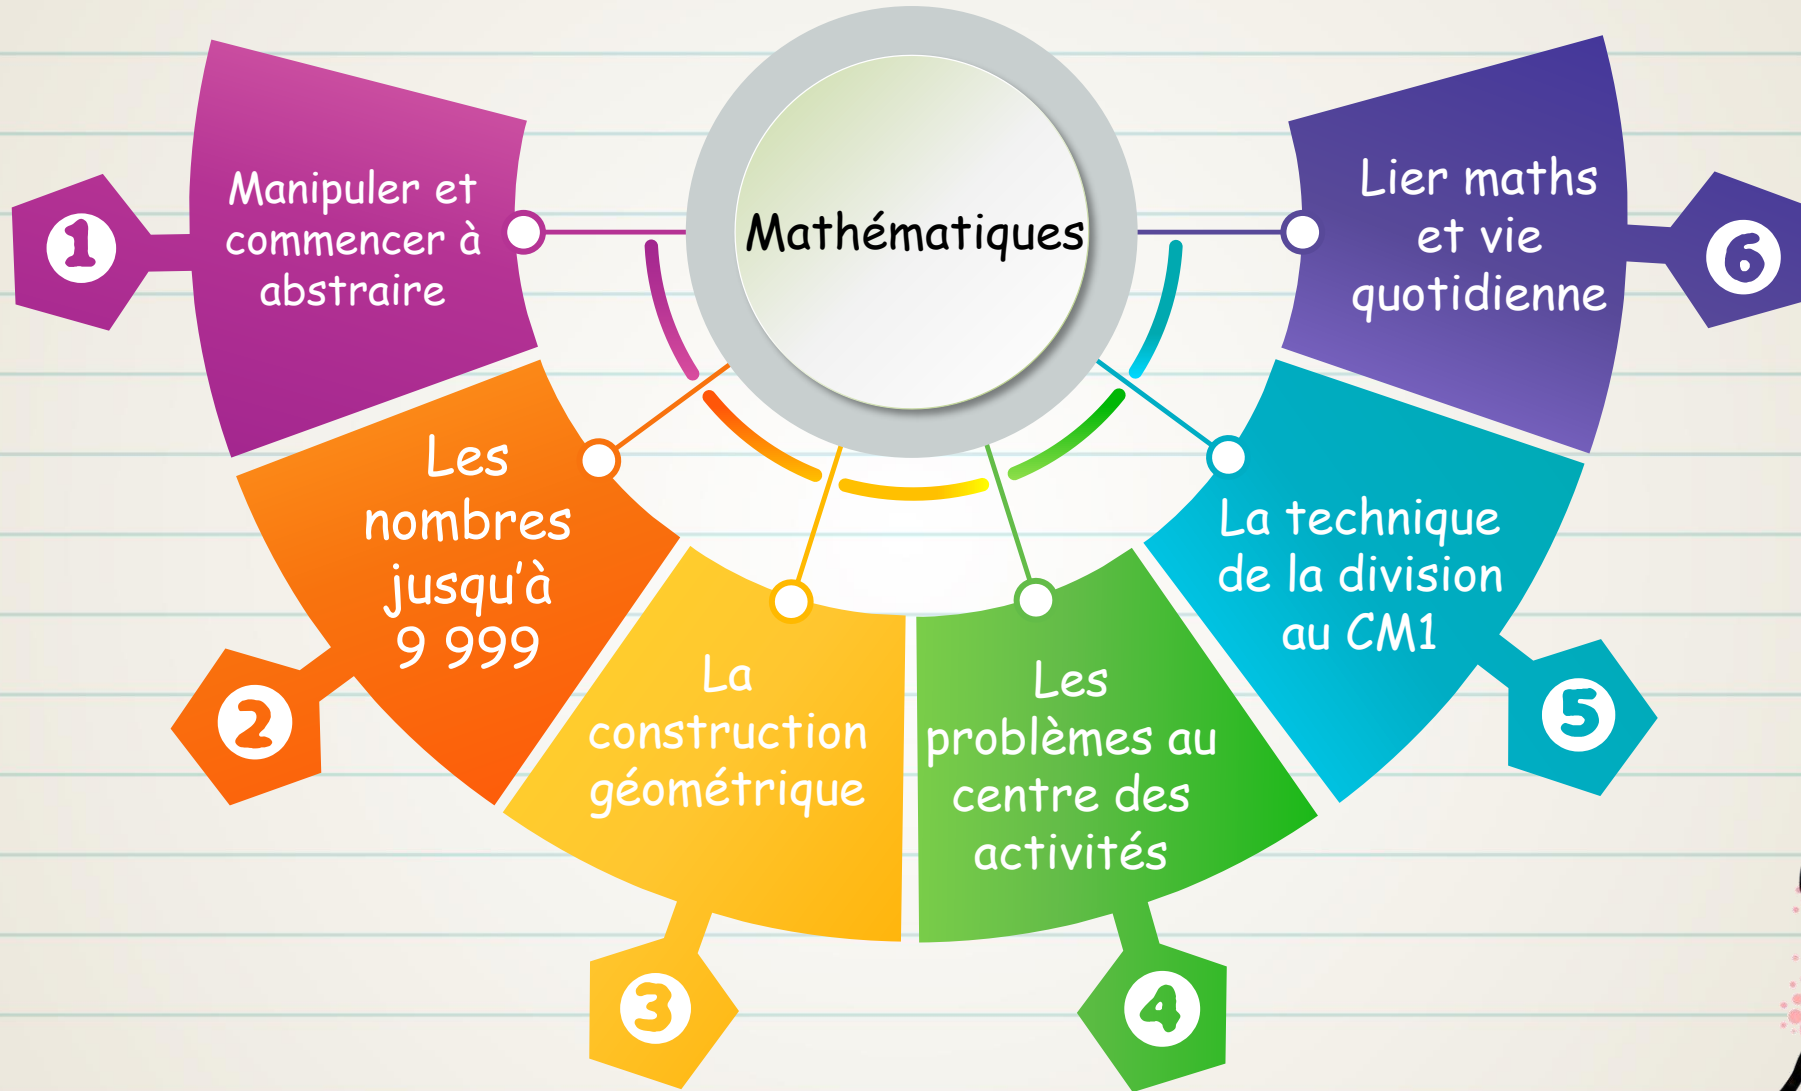 Mathématiques
1
Manipuler et
commencer à
abstraire
2
Les
nombres
jusqu'à
9 999
3
La
construction
géométrique
4
Les
problèmes au
centre des
activités
5
La technique
de la division
au CM1
6
Lier maths
et vie
quotidienne